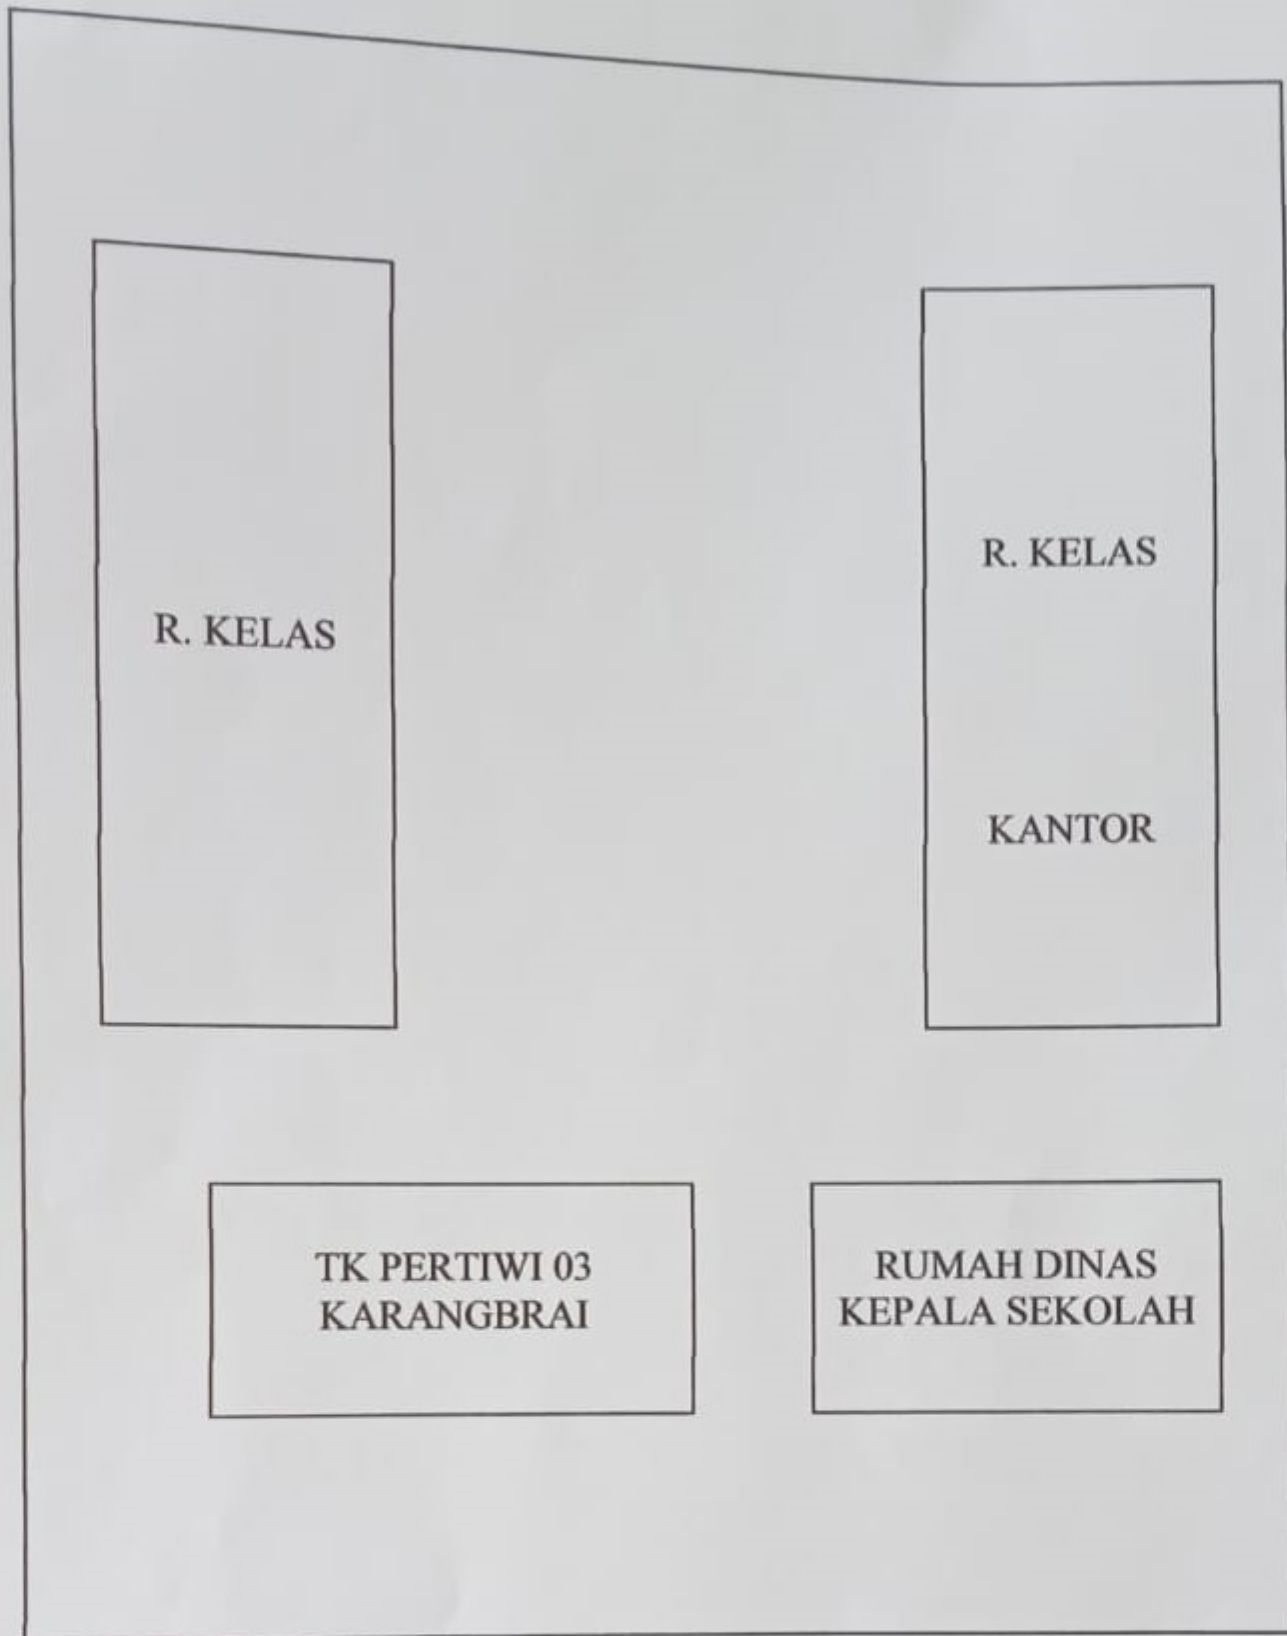 R. KELAS
R. KELAS
KANTOR
TK PERTIWI 03
KARANGBRAI
RUMAH DINAS
KEPALA SEKOLAH